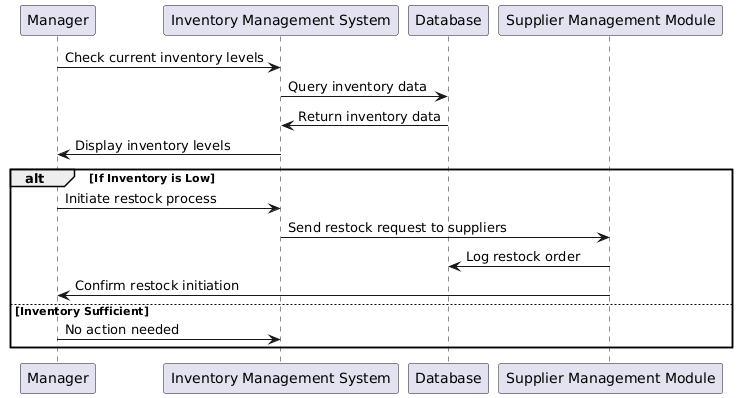 Manager Inventory Management System Database Supplier Management Module
Check current inventory levels
Query inventory data
Return inventory data
Display inventory levels
alt [If Inventory is Low]
Initiate restock process
Send restock request to suppliers
Log restock order
Confirm restock initiation
[Inventory Sufficient]
No action needed
Manager Inventory Management System Database Supplier Management Module